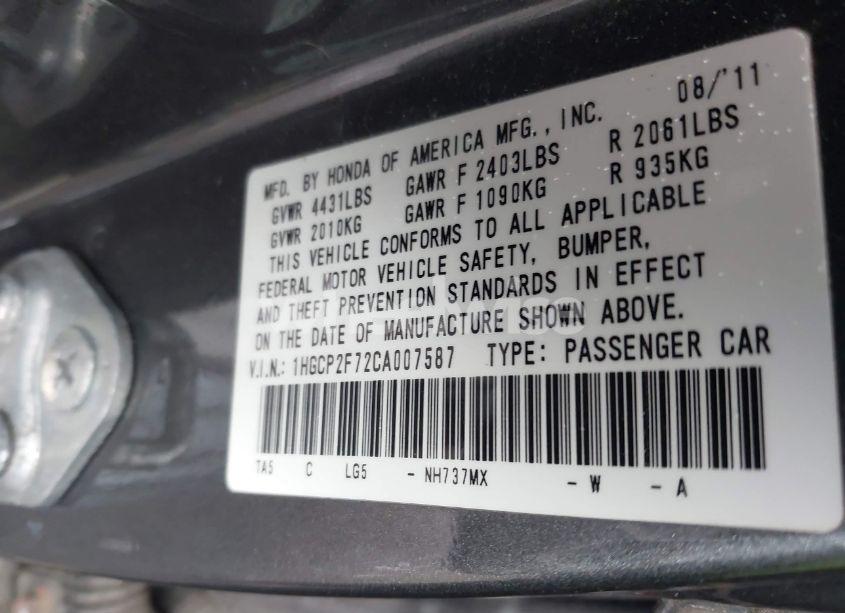 08/'11
MFD. BY HONDA OF AMERICA MFG., INC.
GVWR 4431LBS GAWR F 2403LBS R 2061LBS
GVWR 2010KG GAWR F 1090KG R 935KG
THIS VEHICLE CONFORMS TO ALL APPLICABLE
FEDERAL MOTOR VEHICLE SAFETY, BUMPER,
AND THEFT PREVENTION STANDARDS IN EFFECT
ON THE DATE OF MANUFACTURE SHOWN ABOVE.
V.I.N.: 1HGCP2F72CA007587 TYPE: PASSENGER CAR
TA5 C LG5 - NH737MX - W - A